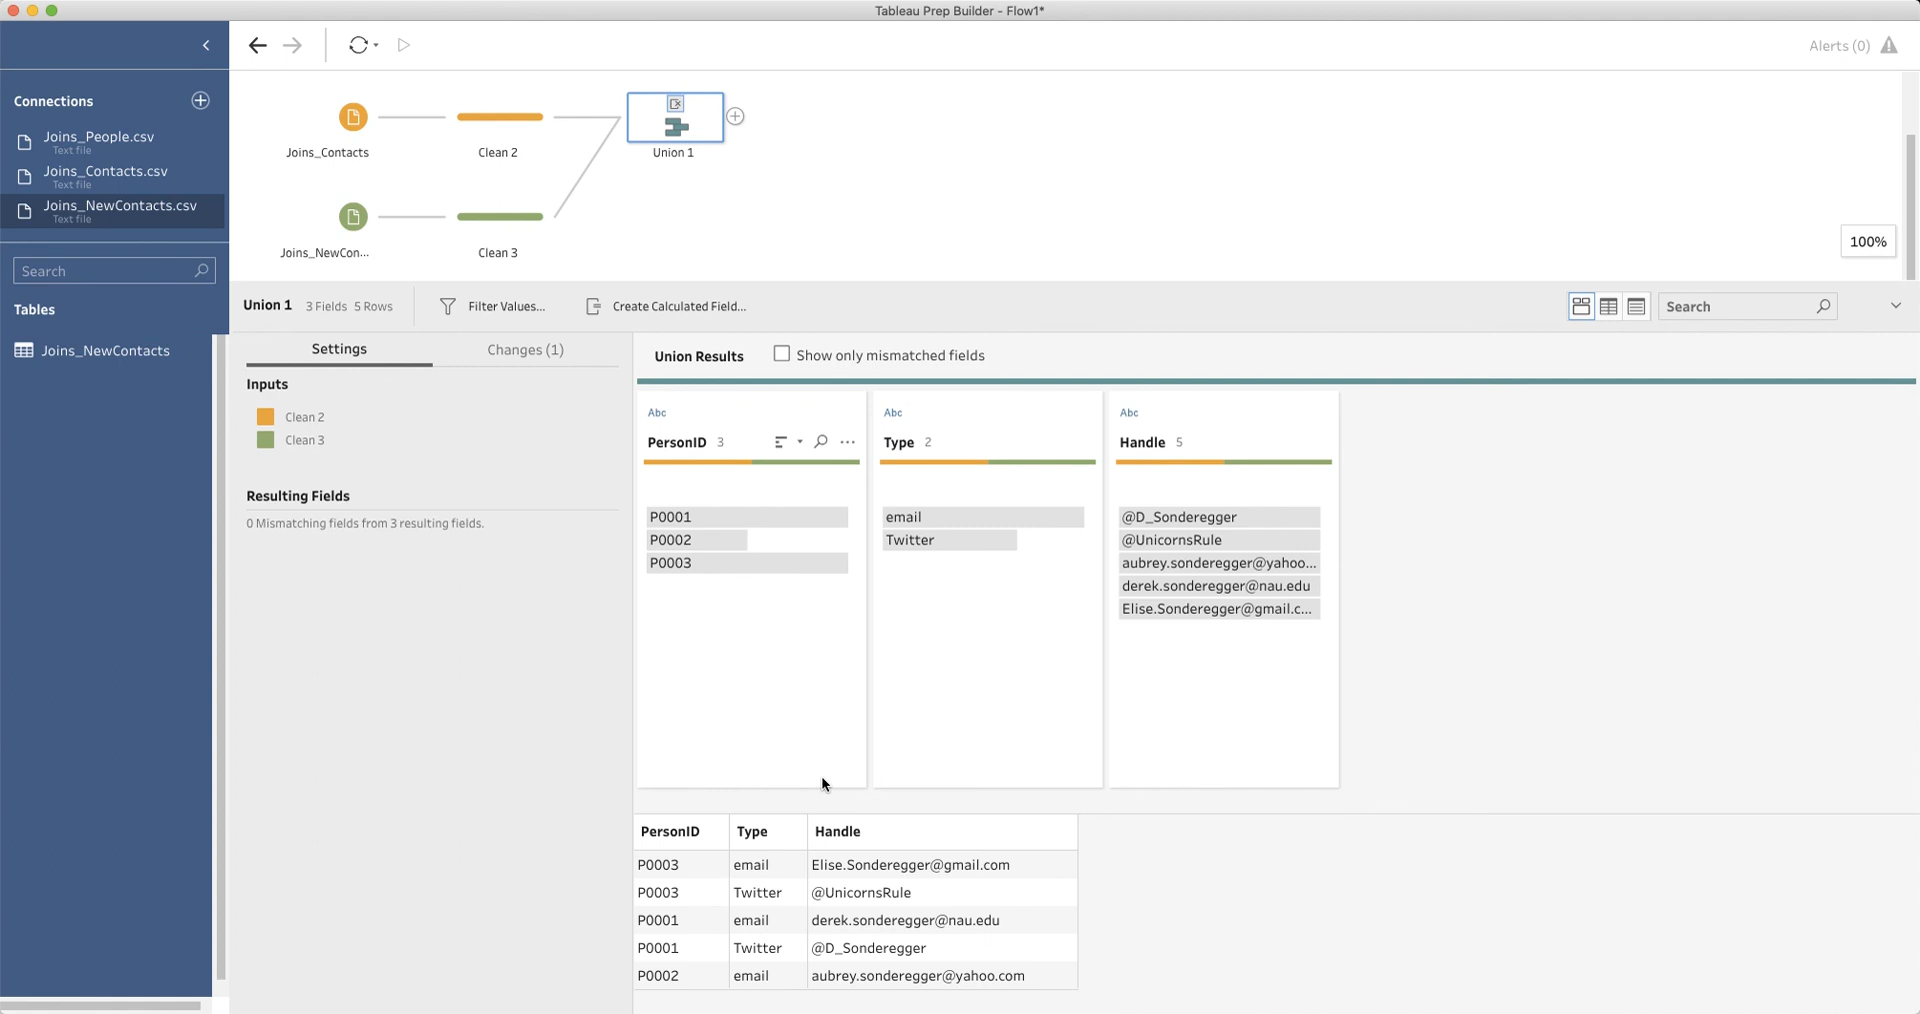 Tableau Prep Builder - Flow1*
Alerts (0)
Connections
Joins_People.csv
Text file
Joins_Contacts.csv
Text file
Joins_NewContacts.csv
Text file
Search
Tables
Joins_NewContacts
Joins_Contacts
Clean 2
Union 1
Joins_NewCon...
Clean 3
100%
Union 1 3 Fields 5 Rows
Filter Values...
Create Calculated Field...
Search
Settings
Changes (1)
Inputs
Clean 2
Clean 3
Resulting Fields
0 Mismatching fields from 3 resulting fields.
Union Results
Show only mismatched fields
Abc
PersonID 3
P0001
P0002
P0003
Abc
Type 2
email
Twitter
Abc
Handle 5
@D_Sonderegger
@UnicornsRule
aubrey.sonderegger@yahoo...
derek.sonderegger@nau.edu
Elise.Sonderegger@gmail.c...
PersonID Type Handle
P0003 email Elise.Sonderegger@gmail.com
P0003 Twitter @UnicornsRule
P0001 email derek.sonderegger@nau.edu
P0001 Twitter @D_Sonderegger
P0002 email aubrey.sonderegger@yahoo.com